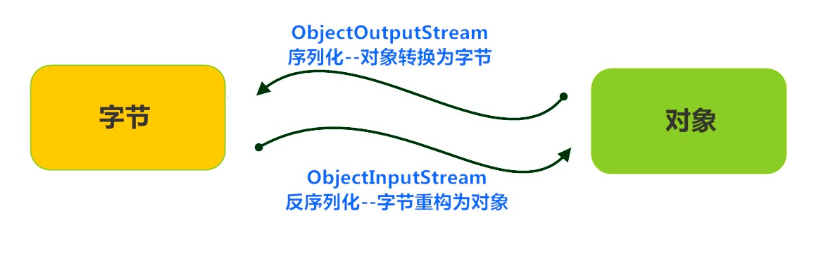 ObjectOutputStream
序列化--对象转换为字节
字节
对象
ObjectInputStream
反序列化--字节重构为对象